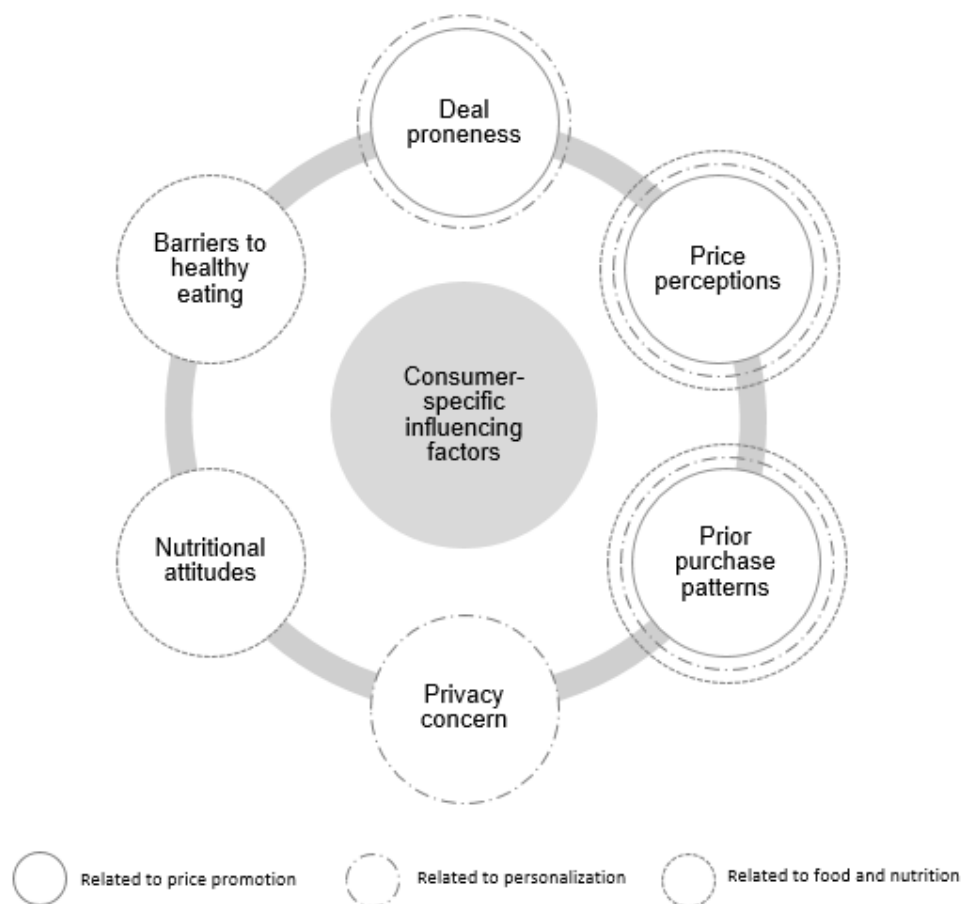 Deal
proneness
Price
perceptions
Prior
purchase
patterns
Privacy
concern
Nutritional
attitudes
Barriers to
healthy
eating
Consumer-
specific
influencing
factors
Related to price promotion
Related to personalization
Related to food and nutrition